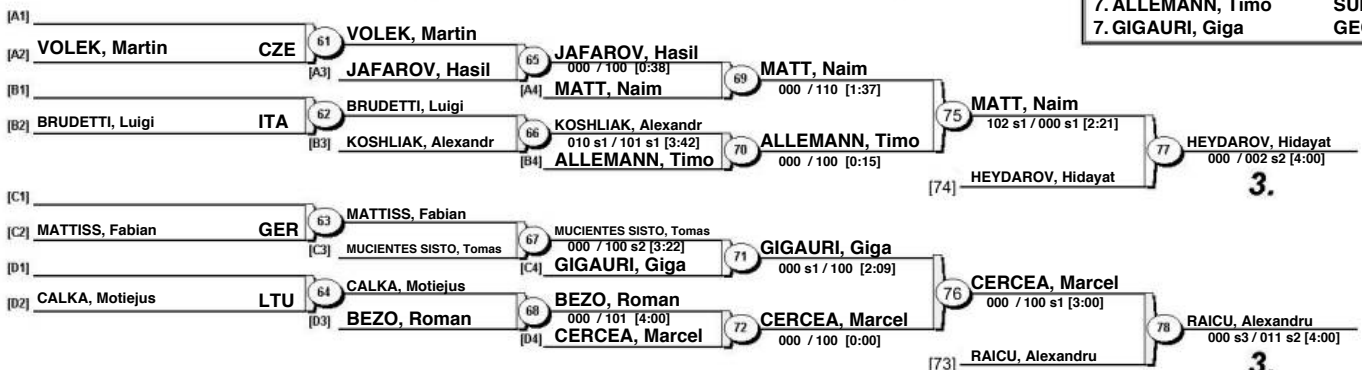 7. ALLEMANN, Timo
7. GIGAURI, Giga
[A1]
[A2] VOLEK, Martin CZE
61
VOLEK, Martin
[A3] JAFAROV, Hasil
65
JAFAROV, Hasil
000 / 100 [0:38]
[A4] MATT, Naim
69
MATT, Naim
000 / 110 [1:37]
[B1]
[B2] BRUDETTI, Luigi ITA
62
BRUDETTI, Luigi
[B3] KOSHLIAK, Alexandr
66
KOSHLIAK, Alexandr
010 s1 / 101 s1 [3:42]
[B4] ALLEMANN, Timo
70
ALLEMANN, Timo
000 / 100 [0:15]
75
MATT, Naim
102 s1 / 000 s1 [2:21]
[74] HEYDAROV, Hidayat
77
HEYDAROV, Hidayat
000 / 002 s2 [4:00]
3.
[C1]
[C2] MATTISS, Fabian GER
63
MATTISS, Fabian
[C3] MUCIENTES SISTO, Tomas
67
MUCIENTES SISTO, Tomas
000 / 100 s2 [3:22]
[C4] GIGAURI, Giga
71
GIGAURI, Giga
000 s1 / 100 [2:09]
[D1]
[D2] CALKA, Motiejus LTU
64
CALKA, Motiejus
[D3] BEZO, Roman
68
BEZO, Roman
000 / 101 [4:00]
[D4] CERCEA, Marcel
72
CERCEA, Marcel
000 / 100 [0:00]
76
CERCEA, Marcel
000 / 100 s1 [3:00]
[73] RAICU, Alexandru
78
RAICU, Alexandru
000 s3 / 011 s2 [4:00]
3.